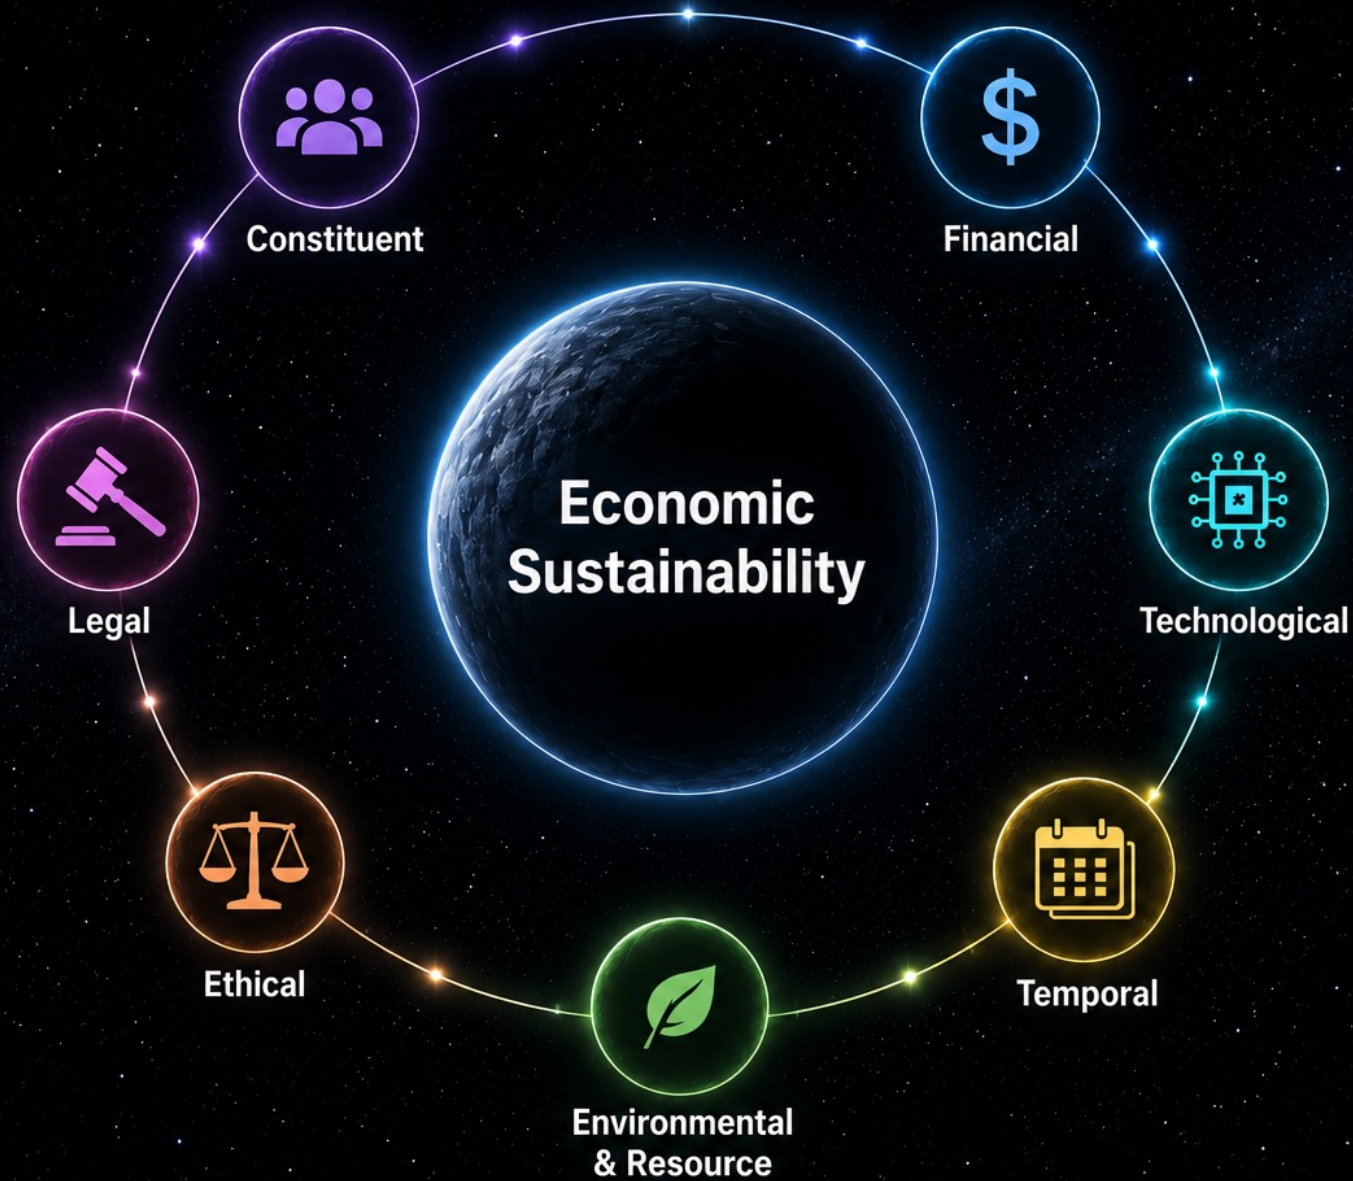 Constituent
Financial
Economic
Sustainability
Legal
Technological
Ethical
Temporal
Environmental
& Resource